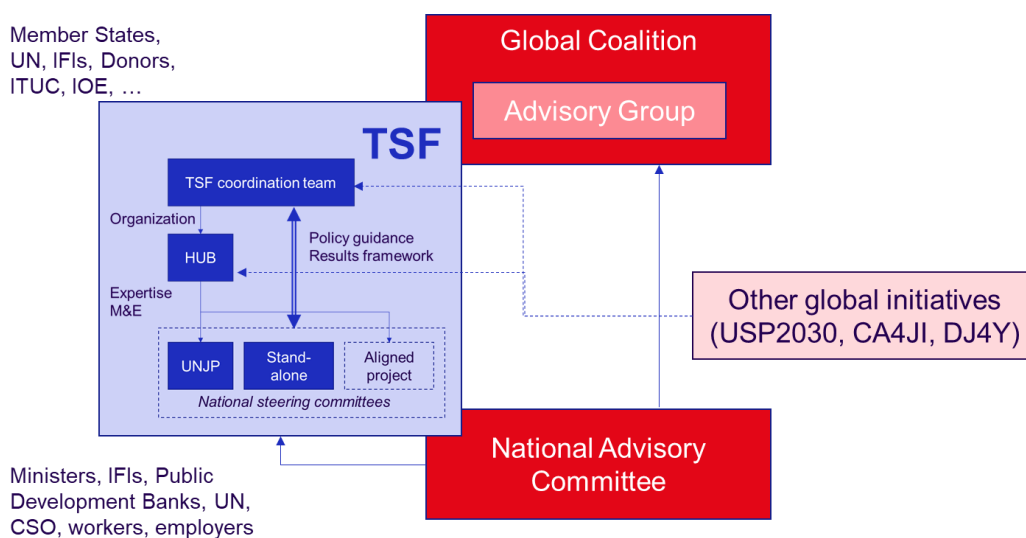 Member States,
UN, IFIs, Donors,
ITUC, IOE, …
Global Coalition
Advisory Group
TSF
TSF coordination team
Organization
Policy guidance
Results framework
HUB
Expertise
M&E
UNJP
Stand-
alone
Aligned
project
National steering committees
Other global initiatives
(USP2030, CA4JI, DJ4Y)
National Advisory
Committee
Ministers, IFIs, Public
Development Banks, UN,
CSO, workers, employers